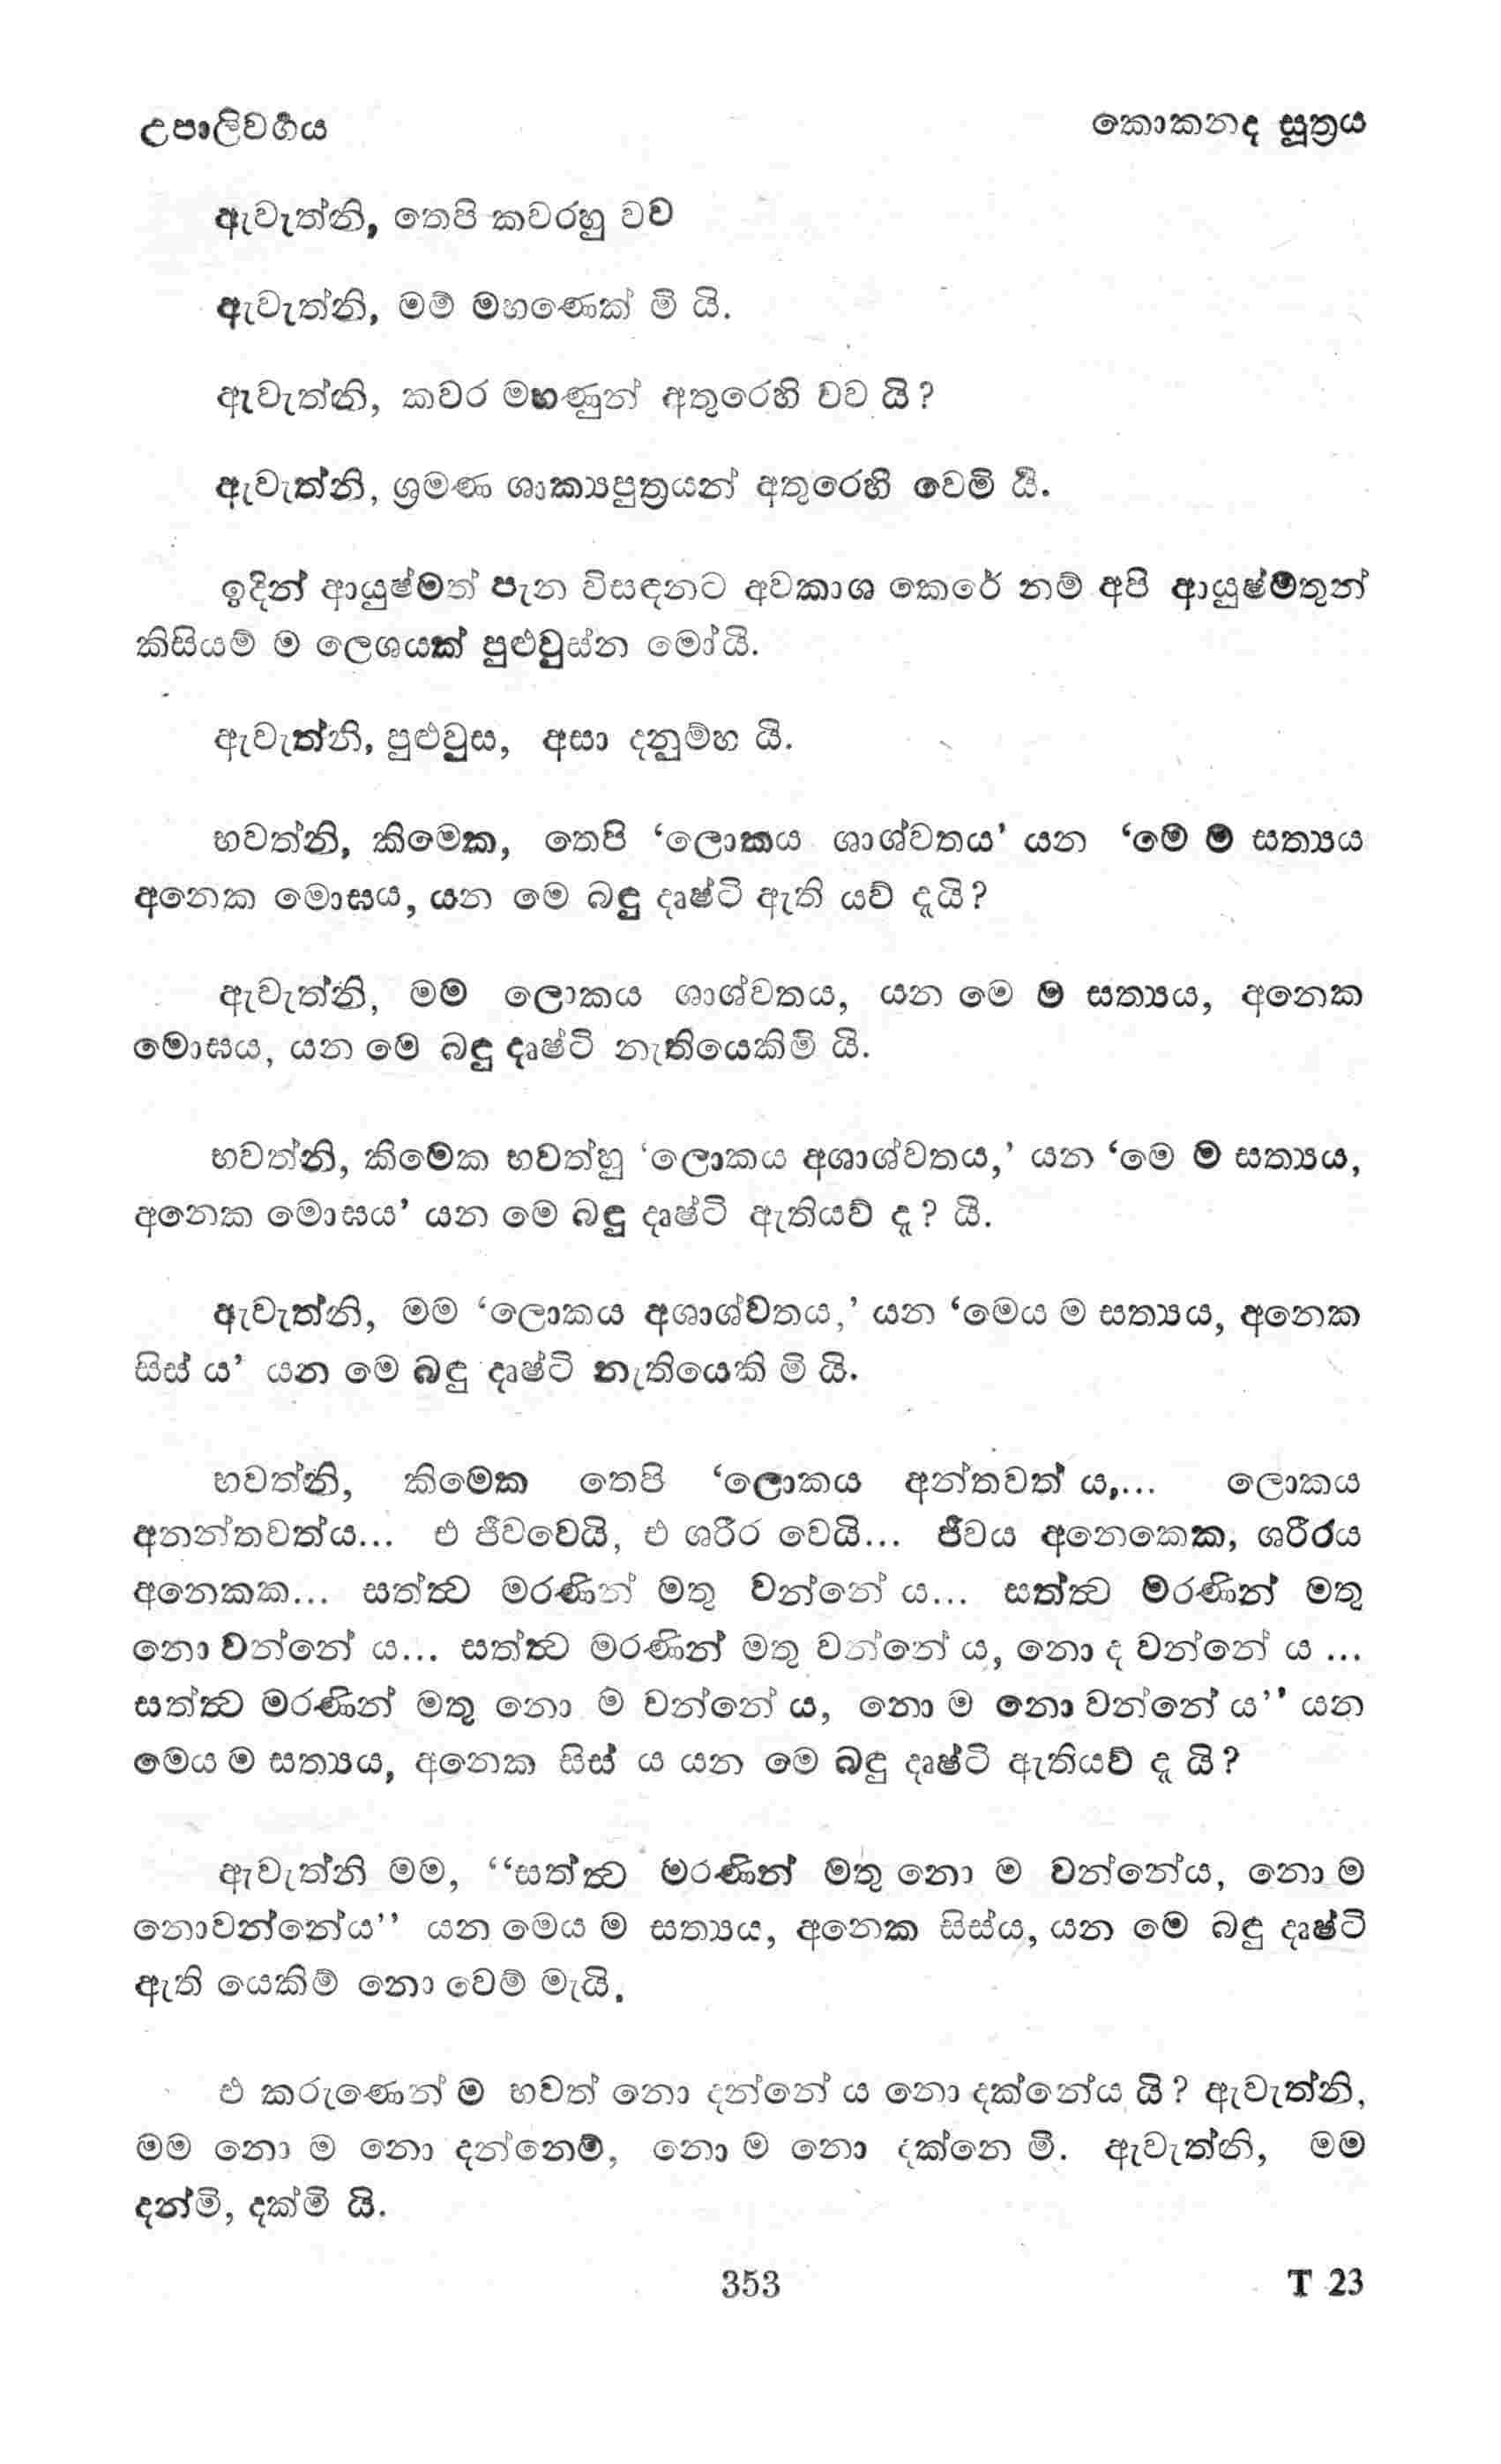 උපාලිවර්‍ගය
කොකනද සූත්‍රය
ඇවැත්නි, තෙපි කවරහු වව
ඇවැත්නි, මම් මහණෙක් මි යි.
ඇවැත්නි, කවර මහණුන් අතුරෙහි වව යි?
ඇවැත්නි, ශ්‍රමණ ශාක්‍යපුත්‍රයන් අතුරෙහි වෙමි යි.
ඉදින් ආයුෂ්මත් පැන විසඳනට අවකාශ කෙරේ නම් අපි ආයුෂ්මතුන්
කිසියම් ම ලෙශයක් පුළුවුස්න මෝයි.
ඇවැත්නි, පුළුවුස, අසා දනුම්හ යි.
භවත්නි, කිමෙක, තෙපි ‘ලොකය ශාශ්වතය’ යන ‘මෙ ම සත්‍යය
අනෙක මොඝය, යන මෙ බඳු දෘෂ්ටි ඇති යව් දැයි?
ඇවැත්නි, මම ලොකය ශාශ්වතය, යන මෙ ම සත්‍යය, අනෙක
මොඝය, යන මෙ බඳු දෘෂ්ටි නැතියෙකිමි යි.
භවත්නි, කිමෙක භවත්හු ‘ලොකය අශාශ්වතය,’ යන ‘මෙ ම සත්‍යය,
අනෙක මොඝය’ යන මෙ බඳු දෘෂ්ටි ඇතියව් දැ? යි.
ඇවැත්නි, මම ‘ලොකය අශාශ්වතය,’ යන ‘මෙය ම සත්‍යය, අනෙක
සිස් ය’ යන මෙ බඳු දෘෂ්ටි නැතියෙකි මි යි.
භවත්නි, කිමෙක තෙපි ‘ලොකය අන්තවත් ය,... ලොකය
අනන්තවත්ය... එ ජීවවෙයි, එ ශරීර වෙයි... ජීවය අනෙකෙක, ශරීරය
අනෙකක... සත්ත්‍ව මරණින් මතු වන්නේ ය... සත්ත්‍ව මරණින් මතු
නො වන්නේ ය... සත්ත්‍ව මරණින් මතු වන්නේ ය, නො ද වන්නේ ය ...
සත්ත්‍ව මරණින් මතු නො ම වන්නේ ය, නො ම නො වන්නේ ය’’ යන
මෙය ම සත්‍යය, අනෙක සිස් ය යන මෙ බඳු දෘෂ්ටි ඇතියව් දැ යි?
ඇවැත්නි මම, ‘‘සත්ත්‍ව මරණින් මතු නො ම වන්නේය, නො ම
නොවන්නේය’’ යන මෙය ම සත්‍යය, අනෙක සිස්ය, යන මෙ බඳු දෘෂ්ටි
ඇති යෙකිම් නො වෙම් මැයි.
එ කරුණෙන් ම භවත් නො දන්නේ ය නො දක්නේය යි? ඇවැත්නි,
මම නො ම නො දන්නෙම්, නො ම නො දක්නෙ මි. ඇවැත්නි, මම
දන්මි, දක්මි යි.
353
T 23